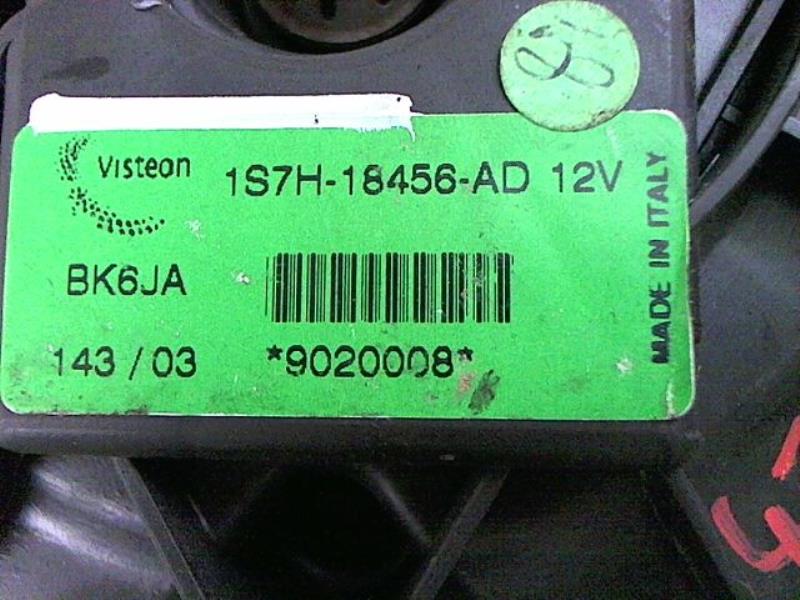 Visteon
1S7H-18456-AD 12V
BK6JA
143 / 03
*9020008*
MADE IN ITALY